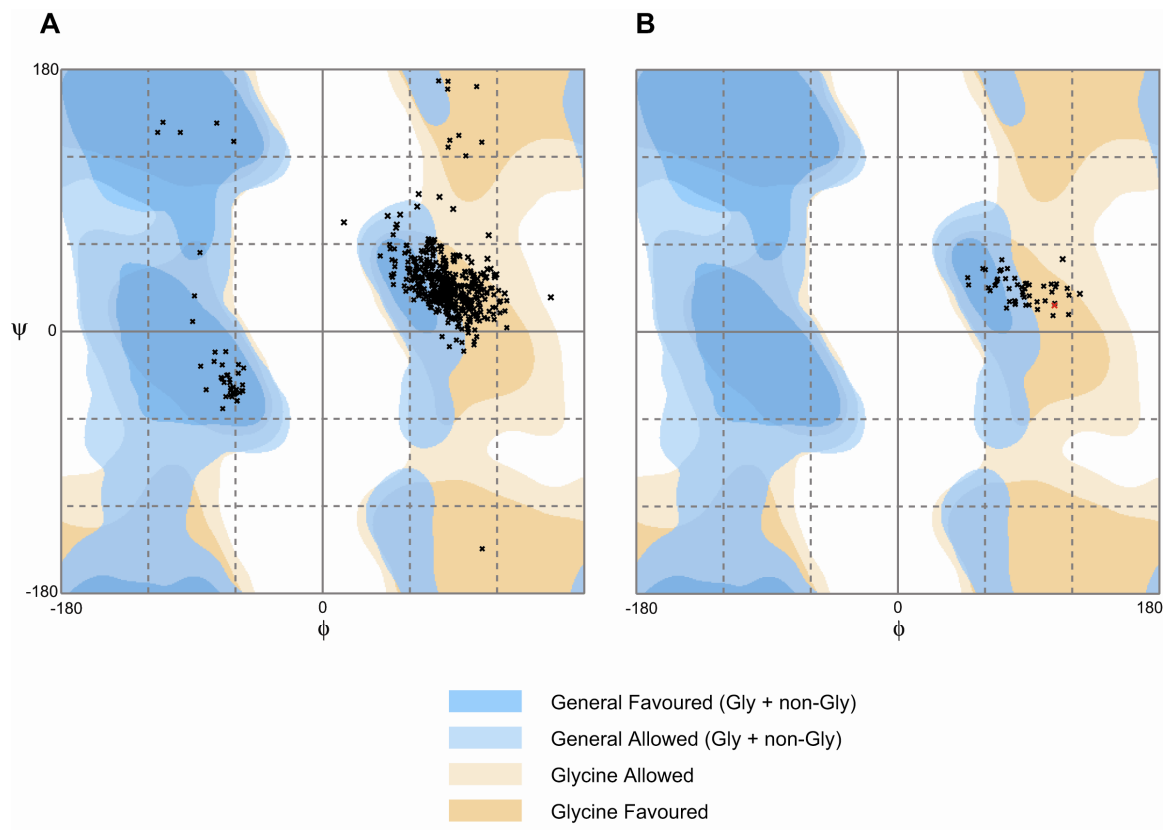 A B
180
ψ 0
-180
-180 0 -180 0 180
ϕ ϕ
General Favoured (Gly + non-Gly)
General Allowed (Gly + non-Gly)
Glycine Allowed
Glycine Favoured